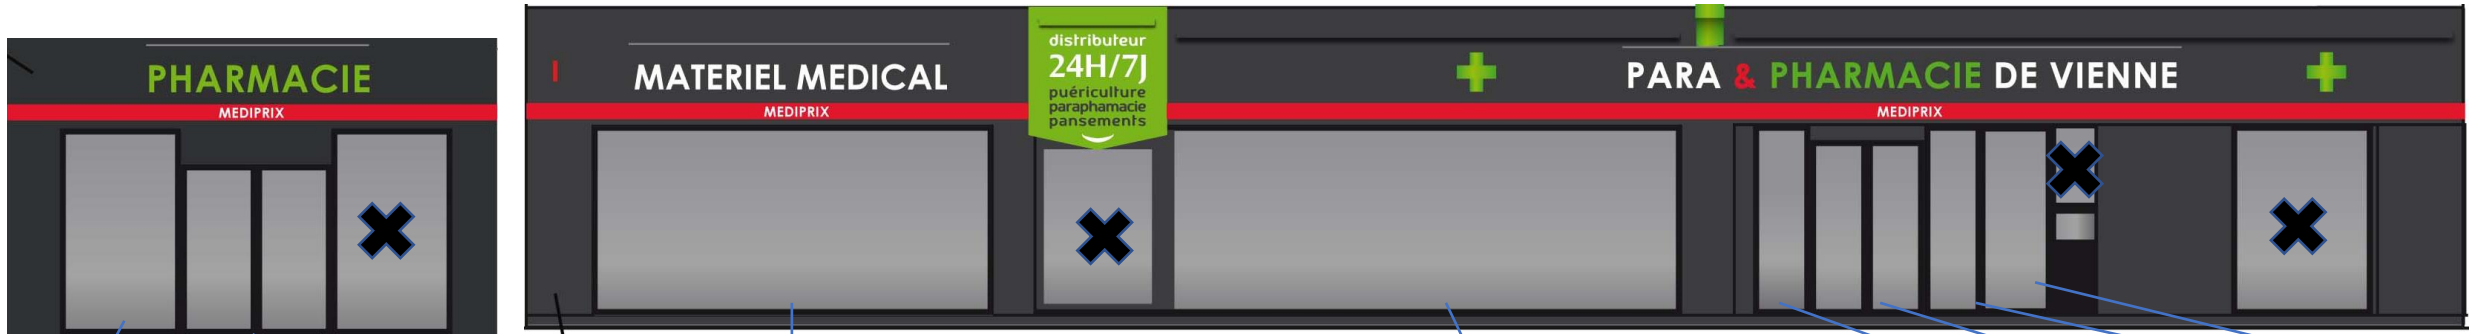 PHARMACIE
MEDIPRIX
MATERIEL MEDICAL
MEDIPRIX
distributeur
24H/7J
puériculture
paraphamacie
pansements
PARA & PHARMACIE DE VIENNE
MEDIPRIX